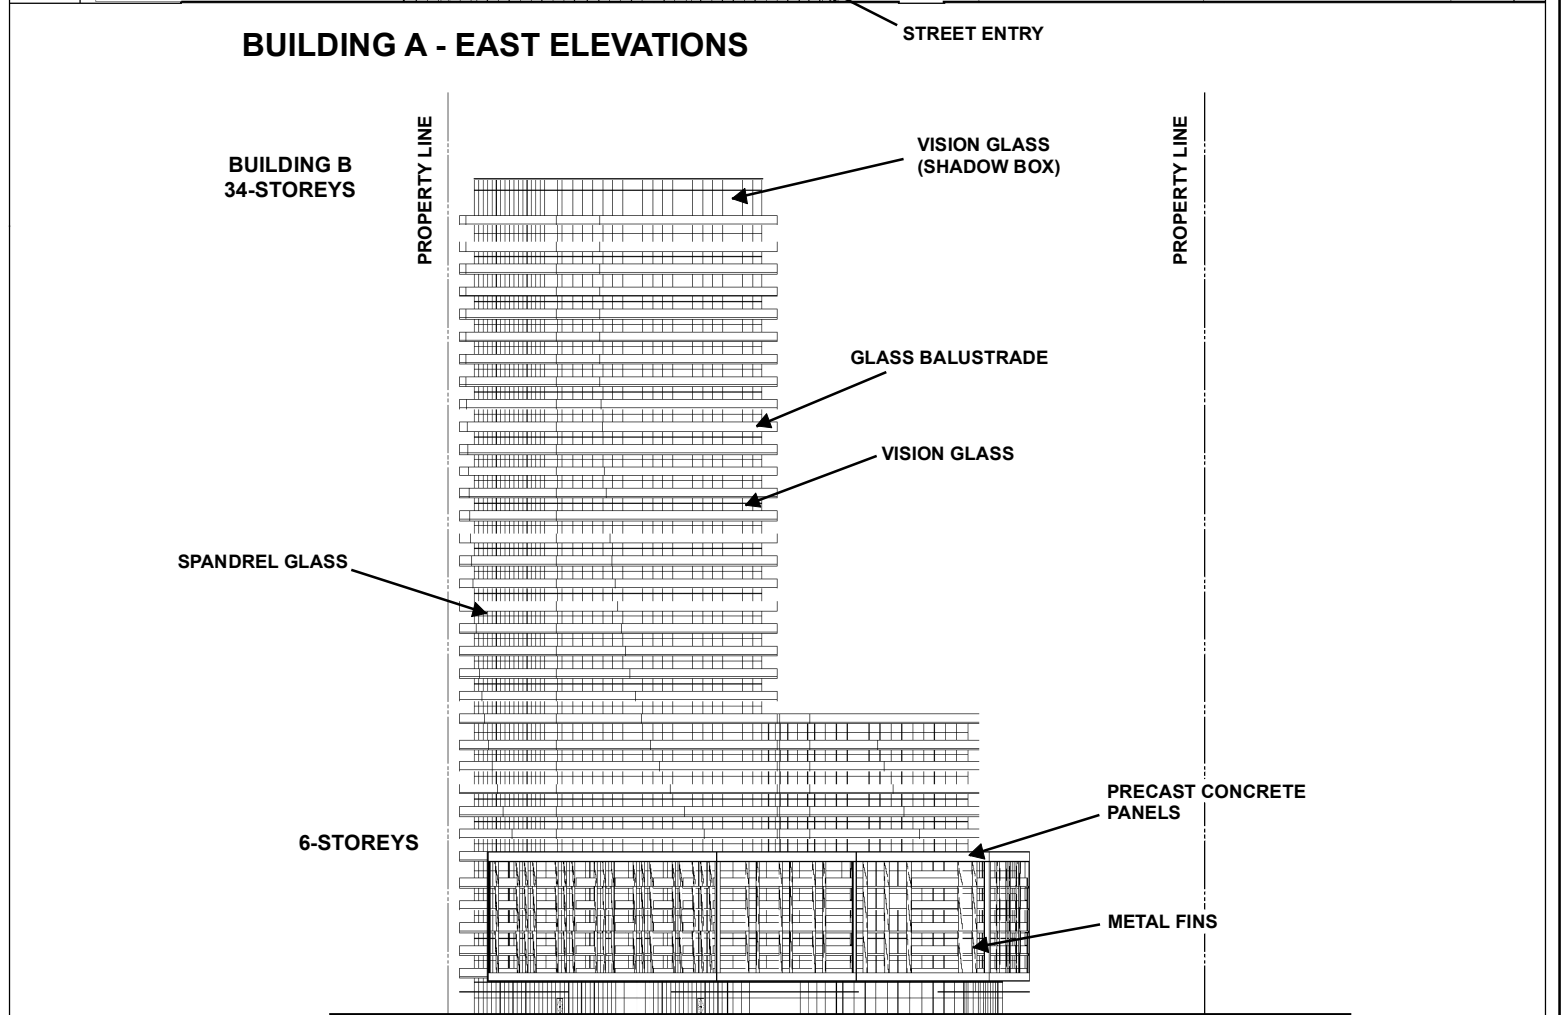 STREET ENTRY
BUILDING A - EAST ELEVATIONS
PROPERTY LINE
PROPERTY LINE
BUILDING B
34-STOREYS
VISION GLASS
(SHADOW BOX)
GLASS BALUSTRADE
VISION GLASS
SPANDREL GLASS
PRECAST CONCRETE
PANELS
6-STOREYS
METAL FINS